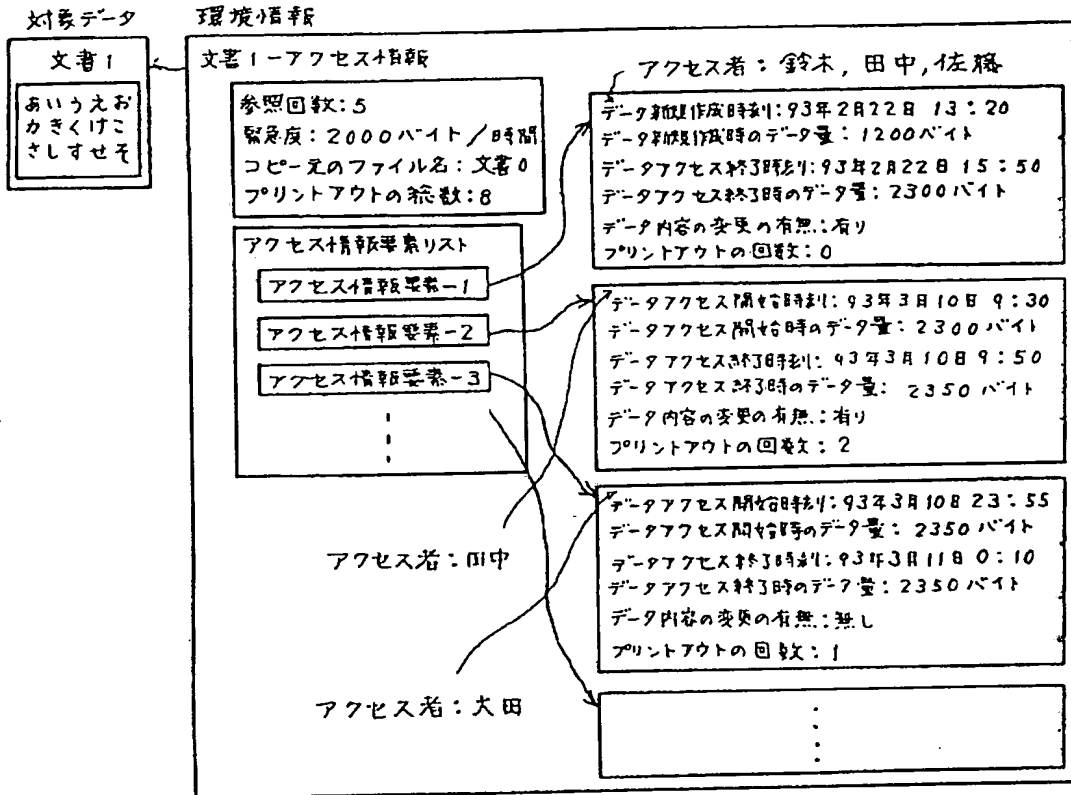 対象データ
環境情報
文書1
あいうえお
かきくけこ
さしすせそ
文書1-アクセス情報
参照回数:5
緊急度:2000バイト/時間
コピー元のファイル名:文書0
プリントアウトの総数:8
アクセス情報要素リスト
アクセス情報要素-1
アクセス情報要素-2
アクセス情報要素-3
アクセス者:鈴木,田中,佐藤
データ新規作成時刻:93年2月22日 13:20
データ新規作成時のデータ量:1200バイト
データアクセス終了時刻:93年2月22日 15:50
データアクセス終了時のデータ量:2300バイト
データ内容の変更の有無:有り
プリントアウトの回数:0
データアクセス開始時刻:93年3月10日 9:30
データアクセス開始時のデータ量:2300バイト
データアクセス終了時刻:93年3月10日 9:50
データアクセス終了時のデータ量:2350バイト
データ内容の変更の有無:有り
プリントアウトの回数:2
アクセス者:田中
データアクセス開始時刻:93年3月10日 23:55
データアクセス開始時のデータ量:2350バイト
データアクセス終了時刻:93年3月11日 0:10
データアクセス終了時のデータ量:2350バイト
データ内容の変更の有無:無し
プリントアウトの回数:1
アクセス者:大田